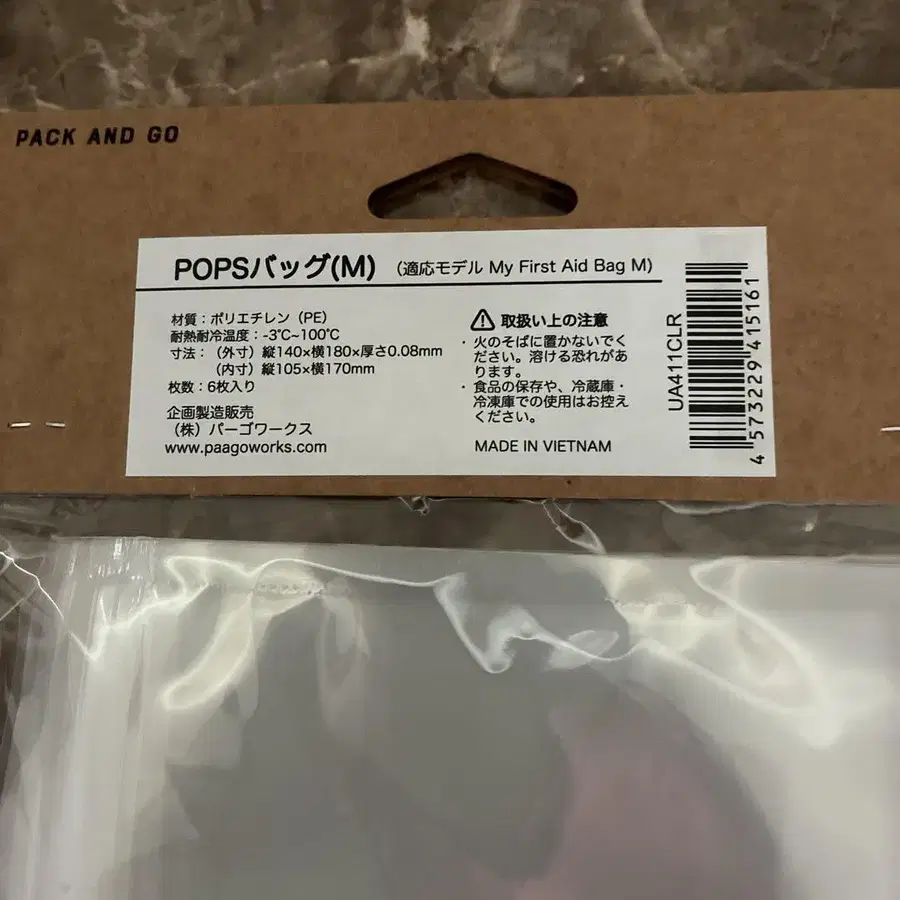 PACK AND GO
POPSバッグ(M) （適応モデル My First Aid Bag M)
材質：ポリエチレン（PE）
耐熱耐冷温度：-3℃~100℃
寸法：（外寸）縦140×横180×厚さ0.08mm
（内寸）縦105×横170mm
枚数：6枚入り
企画製造販売
（株）パーゴワークス
www.paagoworks.com
取扱い上の注意
・火のそばに置かないでく
ださい。溶ける恐れがあ
ります。
・食品の保存や、冷蔵庫・
冷凍庫での使用はお控え
ください。
MADE IN VIETNAM
UA411CLR
4573229415161